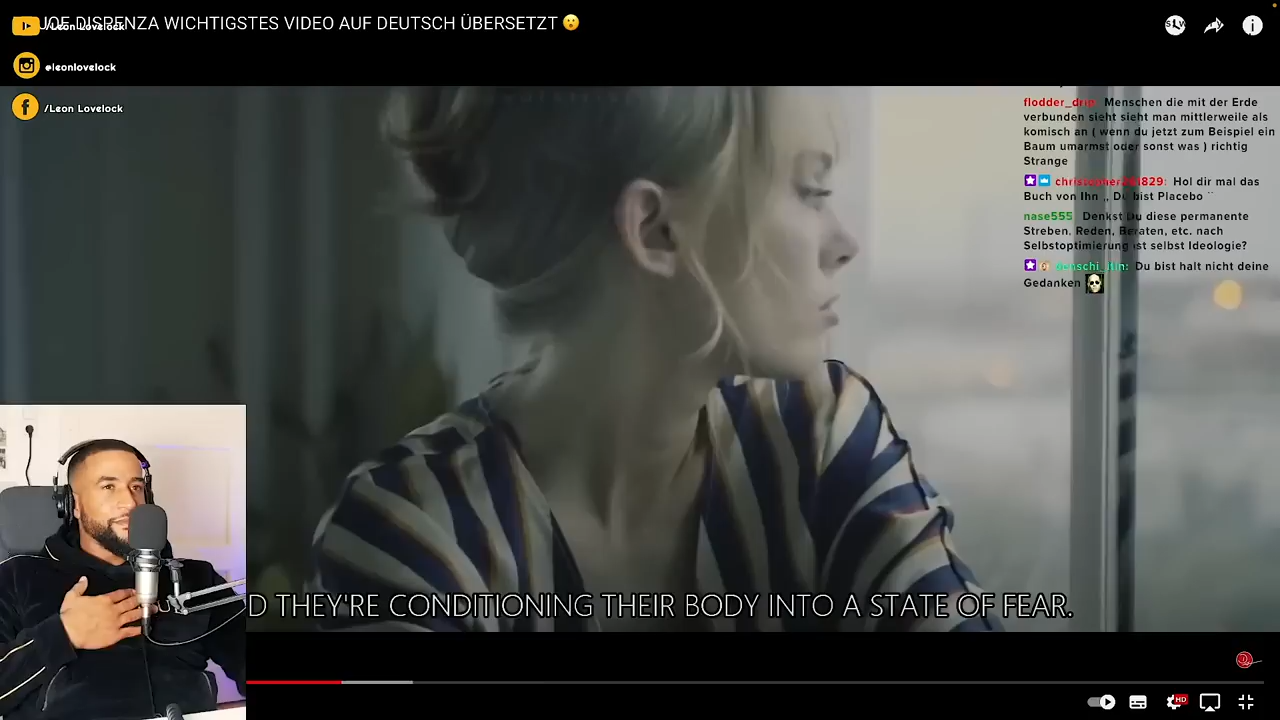 JOE DISPENZA WICHTIGSTES VIDEO AUF DEUTSCH ÜBERSETZT
/Leon Lovelock
@leonlovelock
/Leon Lovelock
flodder_drip: Menschen die mit der Erde
verbunden sieht sieht man mittlerweile als
komisch an ( wenn du jetzt zum Beispiel ein
Baum umarmst oder sonst was ) richtig
Strange
Hol dir mal das
Buch von Ihn ,, Du bist Placebo ¨
nase555 Denkst Du diese permanente
Streben. Reden, Beraten, etc. nach
Selbstoptimierung ist selbst Ideologie?
Du bist halt nicht deine
Gedanken
D THEY'RE CONDITIONING THEIR BODY INTO A STATE OF FEAR.
HD